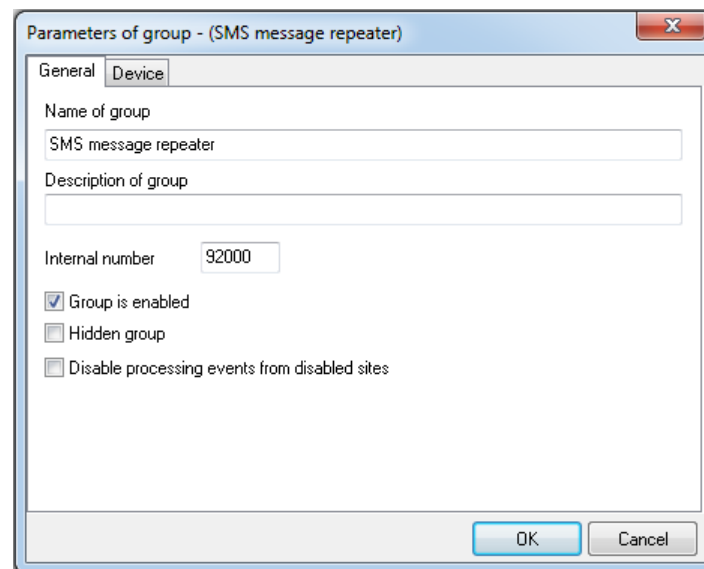 Parameters of group - (SMS message repeater)
General Device
Name of group
SMS message repeater
Description of group
Internal number 92000
Group is enabled
Hidden group
Disable processing events from disabled sites
OK Cancel